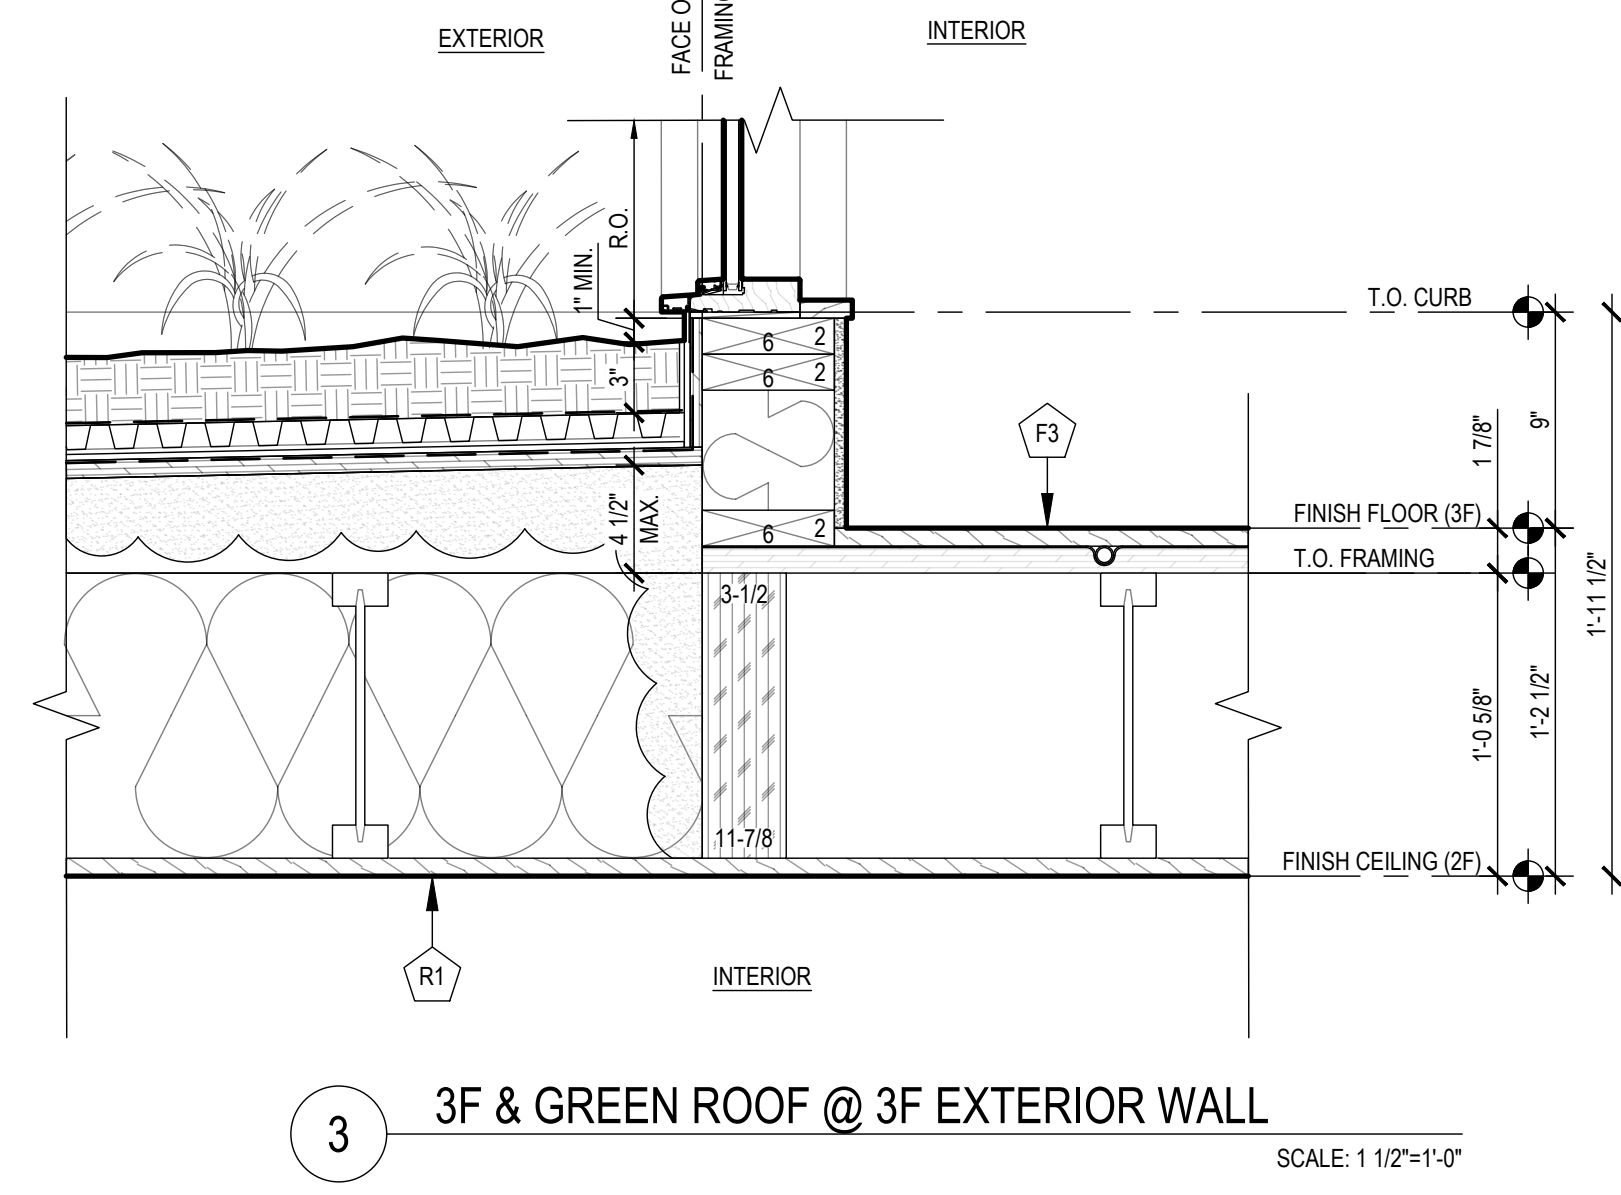 EXTERIOR
FACE O
FRAMING
INTERIOR
R.O.
1" MIN.
T.O. CURB
6 2
6 2
3"
F3
9"
1 7/8"
4 1/2"
MAX.
6 2
FINISH FLOOR (3F)
T.O. FRAMING
3-1/2
1'-11 1/2"
1'-0 5/8"
1'-2 1/2"
11-7/8
FINISH CEILING (2F)
R1
INTERIOR
3
3F & GREEN ROOF @ 3F EXTERIOR WALL
SCALE: 1 1/2"=1'-0"